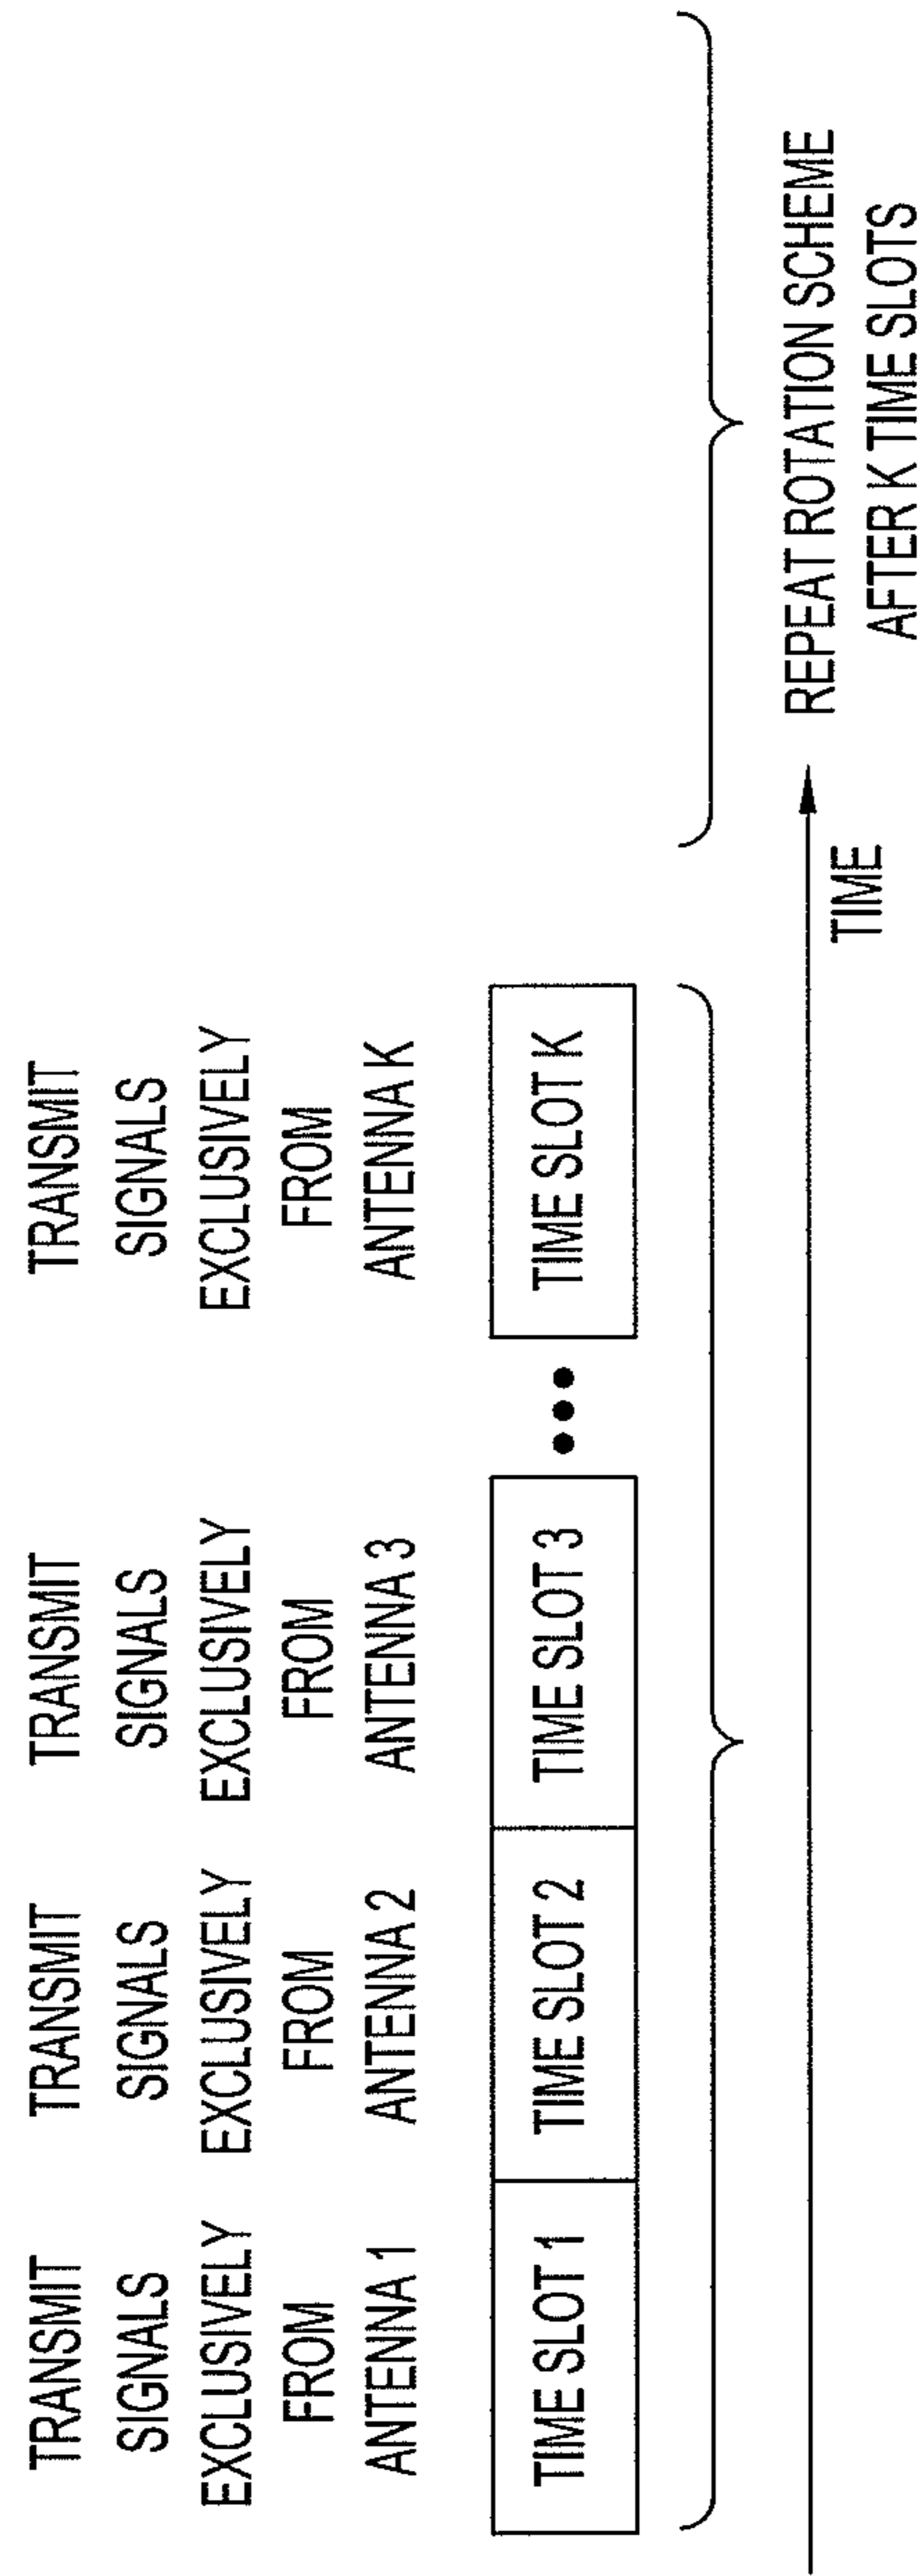 TRANSMIT
SIGNALS
EXCLUSIVELY
FROM
ANTENNA 1
TRANSMIT
SIGNALS
EXCLUSIVELY
FROM
ANTENNA 2
TRANSMIT
SIGNALS
EXCLUSIVELY
FROM
ANTENNA 3
TRANSMIT
SIGNALS
EXCLUSIVELY
FROM
ANTENNA K
TIME SLOT 1
TIME SLOT 2
TIME SLOT 3
•••
TIME SLOT K
TIME
REPEAT ROTATION SCHEME
AFTER K TIME SLOTS